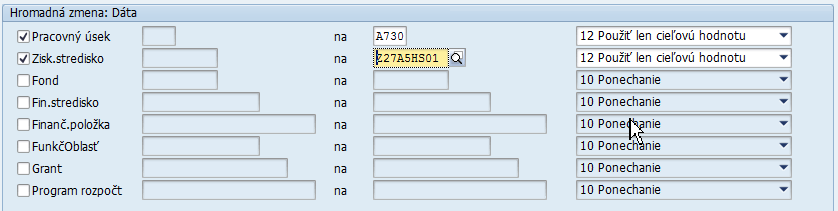 Hromadná zmena: Dáta
Pracovný úsek na A730 12 Použiť len cieľovú hodnotu
Zisk.stredisko na Z27A5HS01 12 Použiť len cieľovú hodnotu
Fond na 10 Ponechanie
Fin.stredisko na 10 Ponechanie
Finanč.položka na 10 Ponechanie
FunkčOblasť na 10 Ponechanie
Grant na 10 Ponechanie
Program rozpočt na 10 Ponechanie